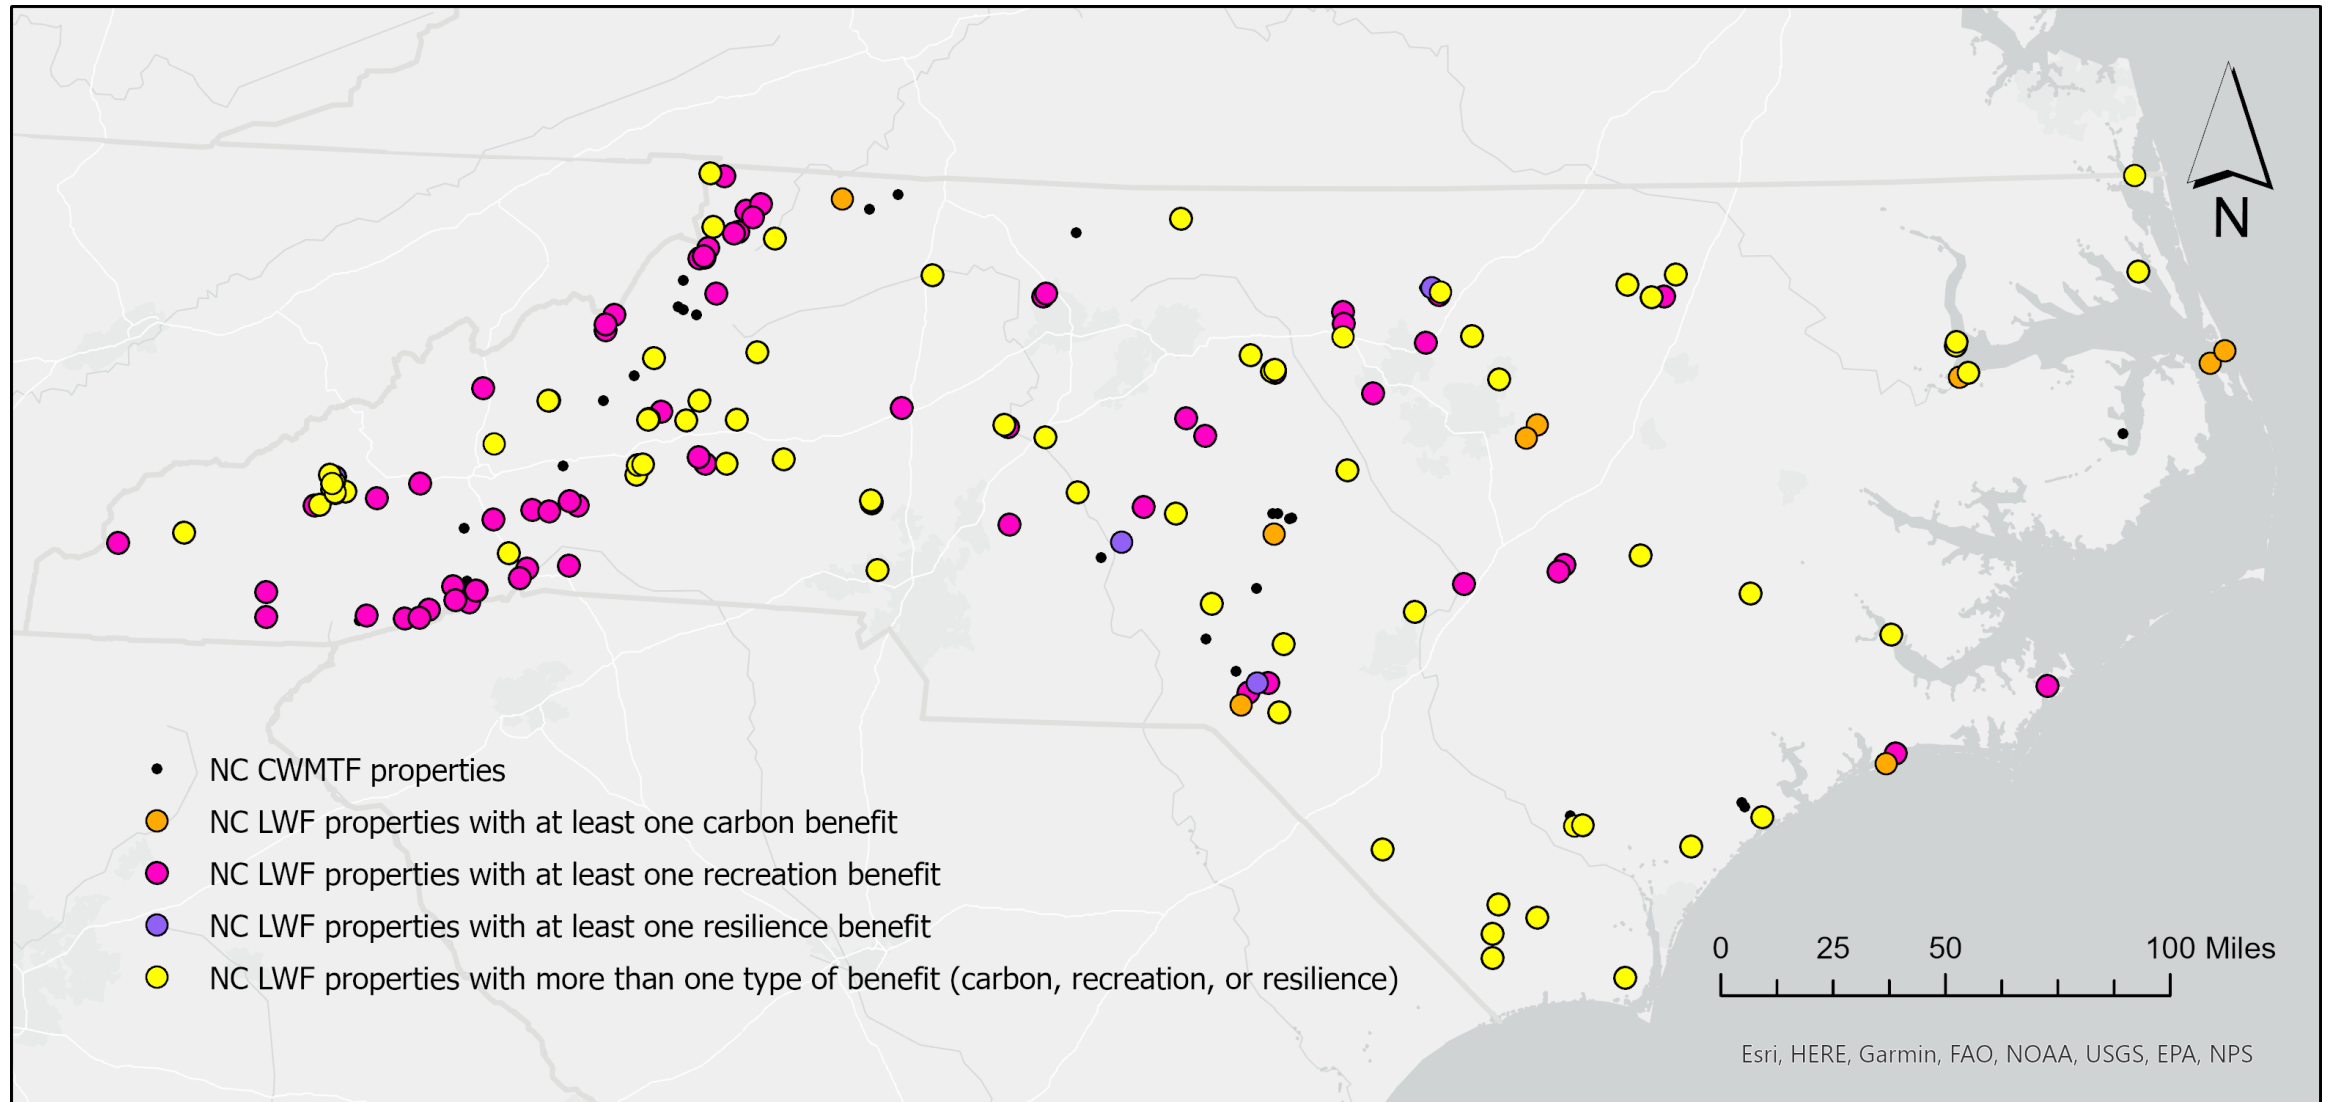 N
NC CWMTF properties
NC LWF properties with at least one carbon benefit
NC LWF properties with at least one recreation benefit
NC LWF properties with at least one resilience benefit
NC LWF properties with more than one type of benefit (carbon, recreation, or resilience)
0 25 50 100 Miles
Esri, HERE, Garmin, FAO, NOAA, USGS, EPA, NPS